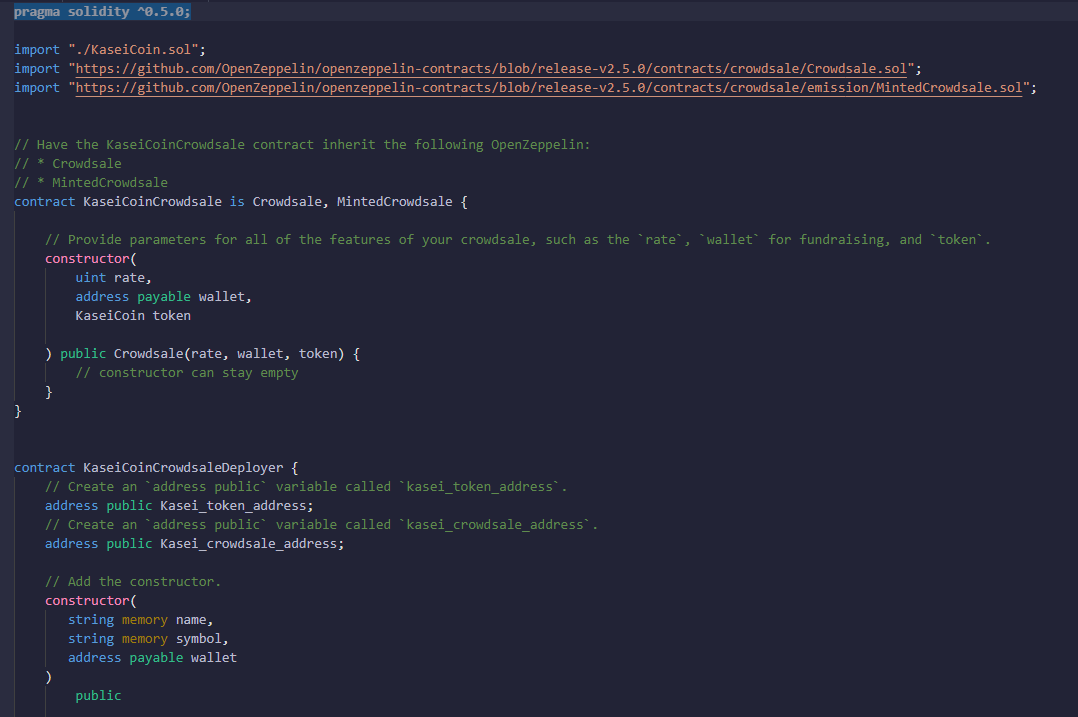 pragma solidity ^0.5.0;
import "./KaseiCoin.sol";
import "https://github.com/OpenZeppelin/openzeppelin-contracts/blob/release-v2.5.0/contracts/crowdsale/Crowdsale.sol";
import "https://github.com/OpenZeppelin/openzeppelin-contracts/blob/release-v2.5.0/contracts/crowdsale/emission/MintedCrowdsale.sol";
// Have the KaseiCoinCrowdsale contract inherit the following OpenZeppelin:
// * Crowdsale
// * MintedCrowdsale
contract KaseiCoinCrowdsale is Crowdsale, MintedCrowdsale {
// Provide parameters for all of the features of your crowdsale, such as the `rate`, `wallet` for fundraising, and `token`.
constructor(
uint rate,
address payable wallet,
KaseiCoin token
) public Crowdsale(rate, wallet, token) {
// constructor can stay empty
}
}
contract KaseiCoinCrowdsaleDeployer {
// Create an `address public` variable called `kasei_token_address`.
address public Kasei_token_address;
// Create an `address public` variable called `kasei_crowdsale_address`.
address public Kasei_crowdsale_address;
// Add the constructor.
constructor(
string memory name,
string memory symbol,
address payable wallet
)
public